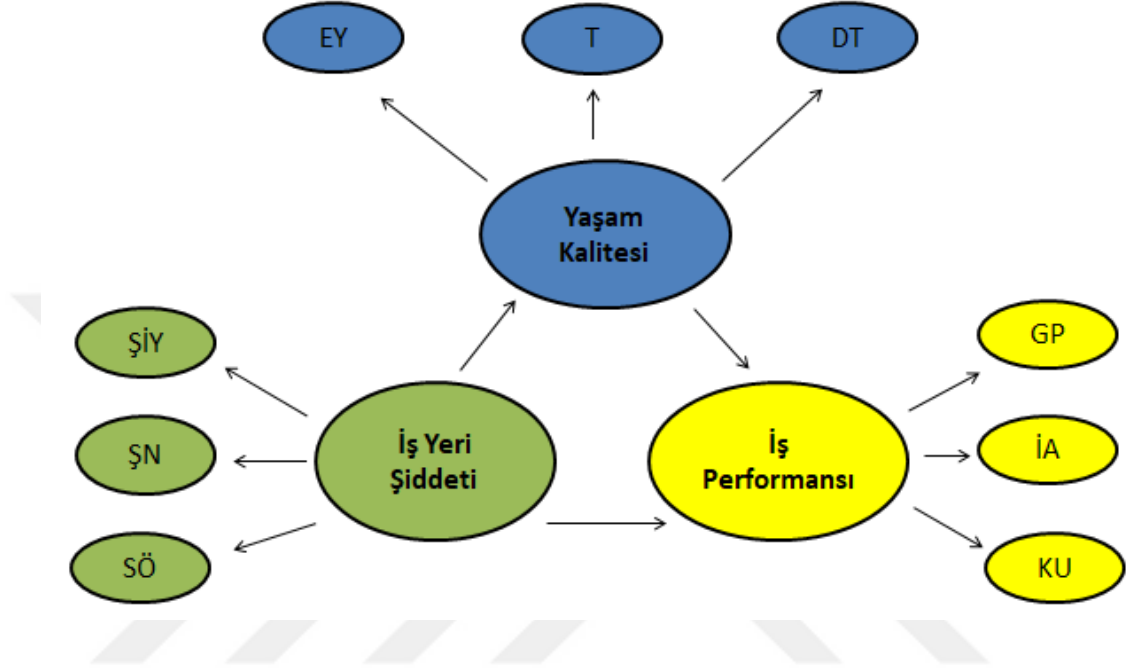 EY
T
DT
Yaşam
Kalitesi
ŞİY
ŞN
SÖ
İş Yeri
Şiddeti
İş
Performansı
GP
İA
KU